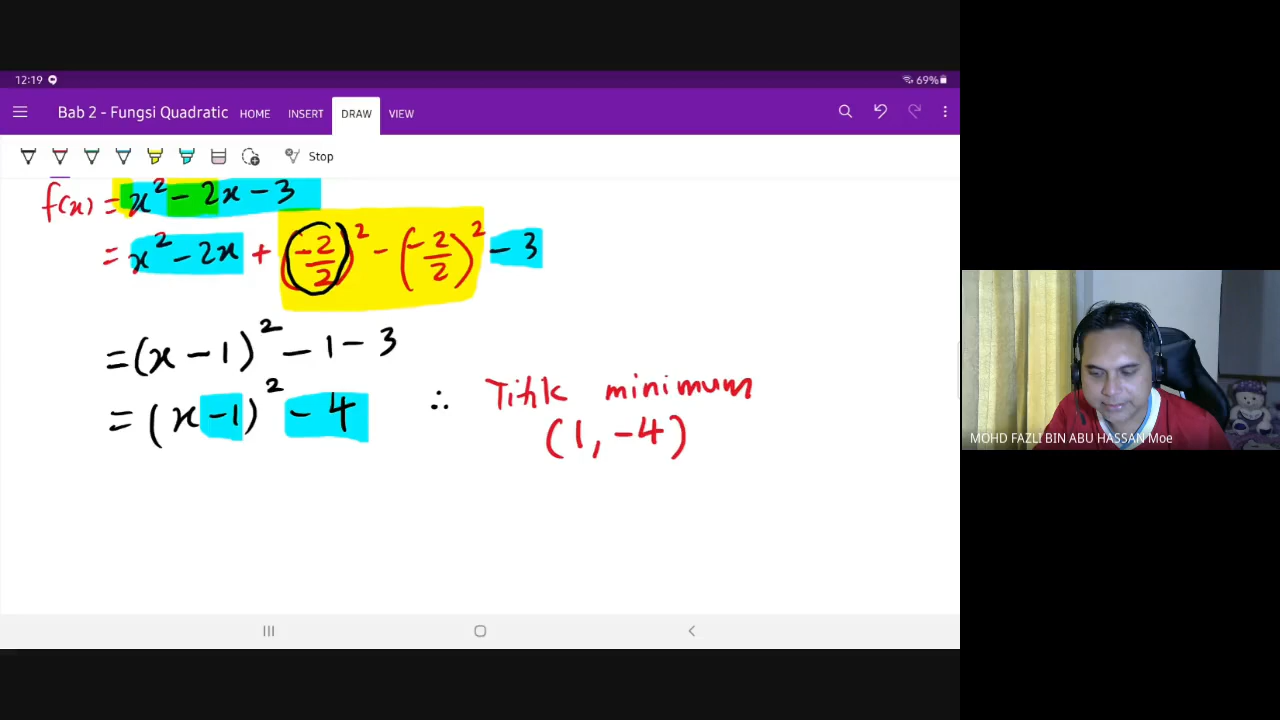 12:19 69%
Bab 2 - Fungsi Quadratic HOME INSERT DRAW VIEW
Stop
f(x) = x² - 2x - 3
= x² - 2x + (-2/2)² - (-2/2)² - 3
= (x - 1)² - 1 - 3
= (x - 1)² - 4 ∴ Titik minimum
(1, -4)
MOHD FAZLI BIN ABU HASSAN Moe